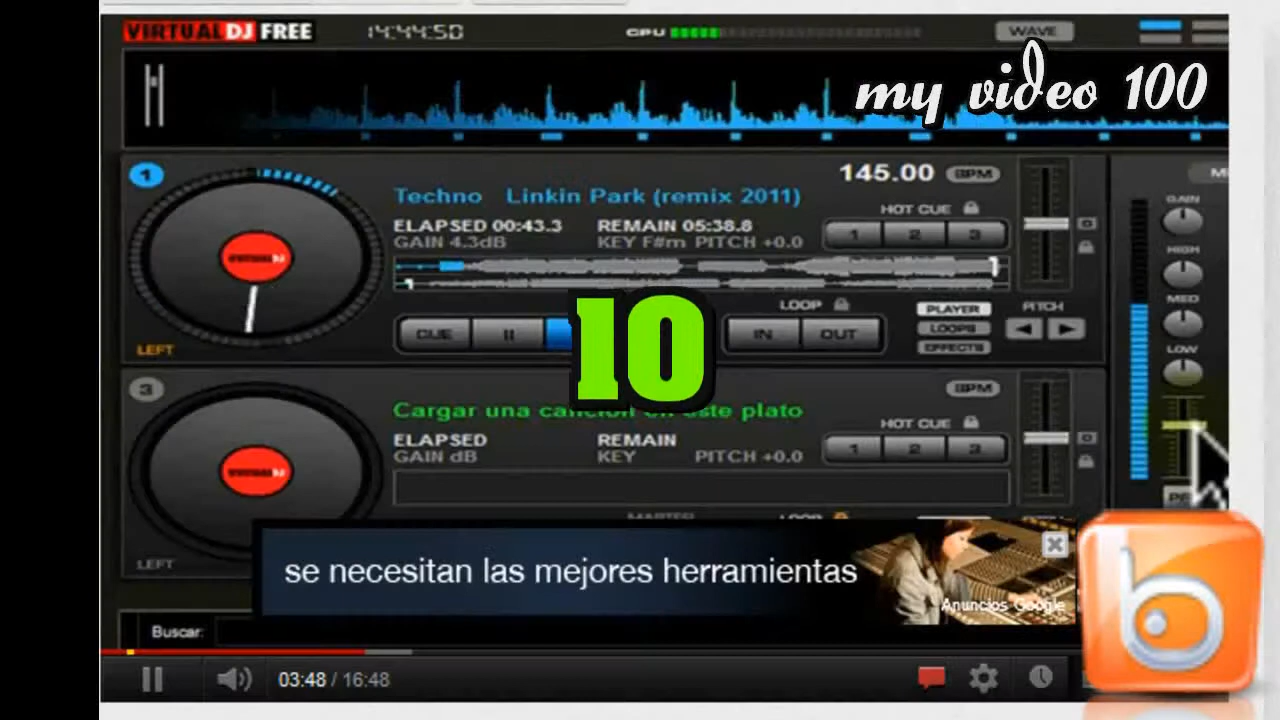 VIRTUAL DJ FREE
14:44:50
CPU
WAVE
my video 100
1
145.00 BPM
Techno Linkin Park (remix 2011)
HOT CUE
ELAPSED 00:43.3 REMAIN 05:38.8
GAIN 4.3dB KEY F#m PITCH +0.0
1 2 3
GAIN
HIGH
MED
LOW
LOOP
PLAYER
PITCH
CUE
IN OUT
LOOPS
EFFECTS
LEFT
10
3
BPM
Cargar una canción en este plato
HOT CUE
ELAPSED REMAIN
GAIN dB KEY PITCH +0.0
1 2 3
LEFT
se necesitan las mejores herramientas
Anuncios Google
Buscar:
03:48 / 16:48
b